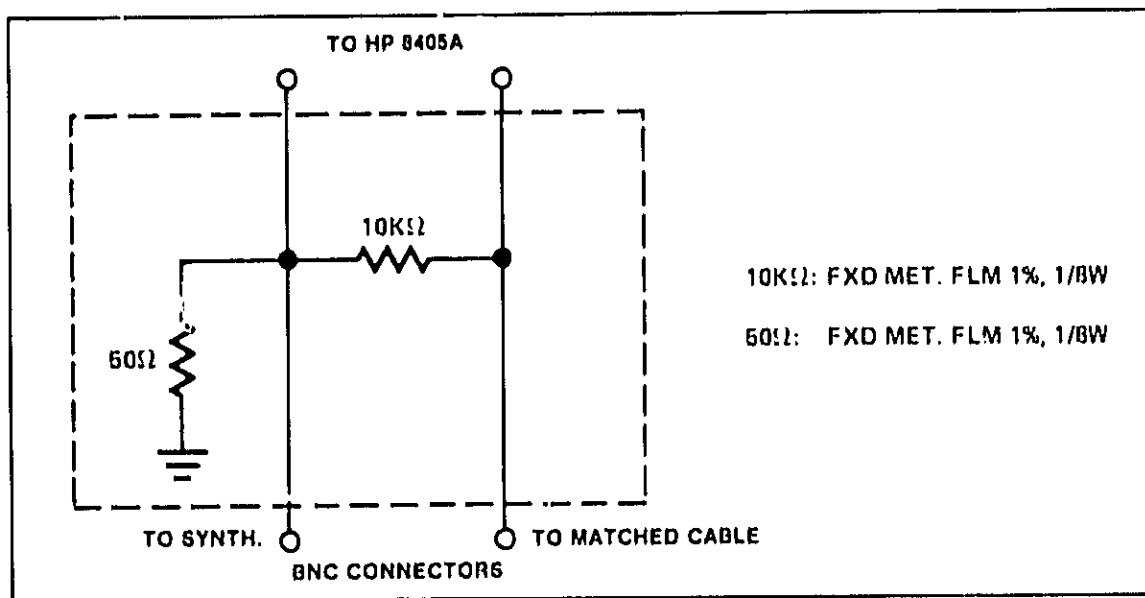 TO HP 8405A
10KΩ
10KΩ: FXD MET. FLM 1%, 1/8W
50Ω
50Ω: FXD MET. FLM 1%, 1/8W
TO SYNTH.
TO MATCHED CABLE
BNC CONNECTORS